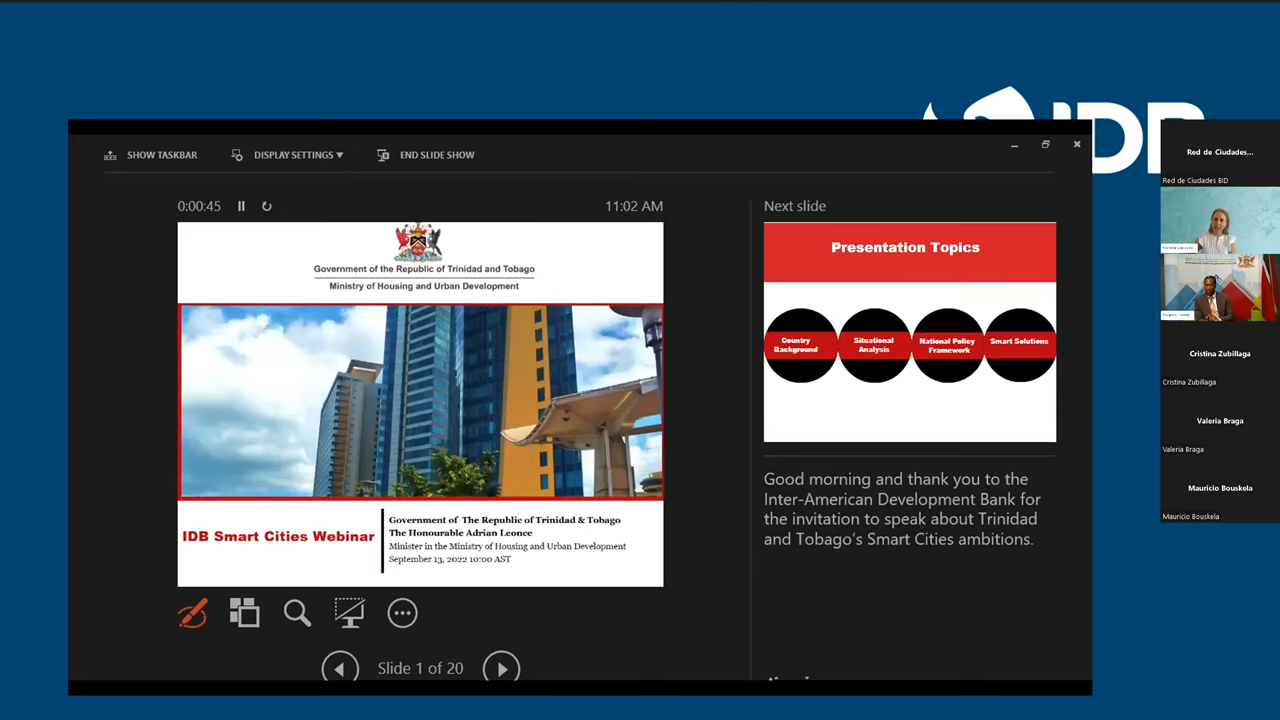 IDB
SHOW TASKBAR
DISPLAY SETTINGS ▼
END SLIDE SHOW
0:00:45
11:02 AM
Government of the Republic of Trinidad and Tobago
Ministry of Housing and Urban Development
IDB Smart Cities Webinar
Government of The Republic of Trinidad & Tobago
The Honourable Adrian Leonce
Minister in the Ministry of Housing and Urban Development
September 13, 2022 10:00 AST
Slide 1 of 20
Next slide
Presentation Topics
Country
Background
Situational
Analysis
National Policy
Framework
Smart Solutions
Good morning and thank you to the
Inter-American Development Bank for
the invitation to speak about Trinidad
and Tobago’s Smart Cities ambitions.
Red de Ciudades...
Red de Ciudades BID
Cristina Zubillaga
Cristina Zubillaga
Valeria Braga
Valeria Braga
Mauricio Bouskela
Mauricio Bouskela